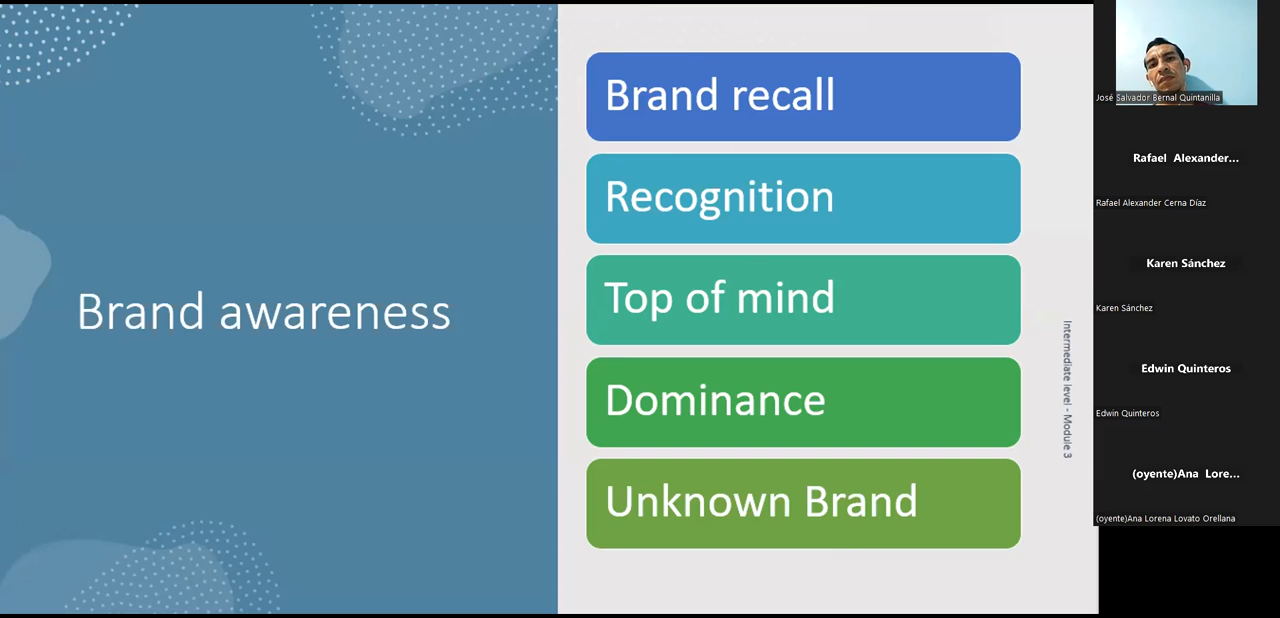 Brand awareness
Brand recall
Recognition
Top of mind
Dominance
Unknown Brand
Intermediate level - Module 3
José Salvador Bernal Quintanilla
Rafael Alexander...
Rafael Alexander Cerna Díaz
Karen Sánchez
Karen Sánchez
Edwin Quinteros
Edwin Quinteros
(oyente)Ana Lore...
(oyente)Ana Lorena Lovato Orellana